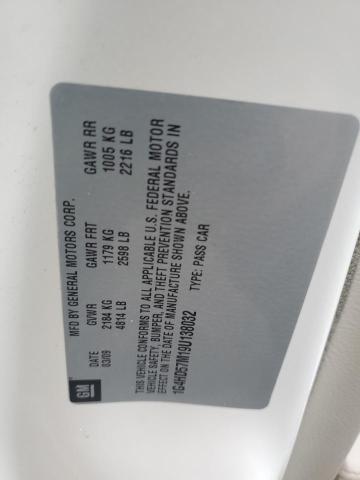 GM
MFD BY GENERAL MOTORS CORP.
DATE GVWR GAWR FRT GAWR RR
03/09 2184 KG 1179 KG 1005 KG
4814 LB 2598 LB 2216 LB
THIS VEHICLE CONFORMS TO ALL APPLICABLE U.S. FEDERAL MOTOR
VEHICLE SAFETY, BUMPER, AND THEFT PREVENTION STANDARDS IN
EFFECT ON THE DATE OF MANUFACTURE SHOWN ABOVE.
1G4HD57M19U138032 TYPE: PASS CAR